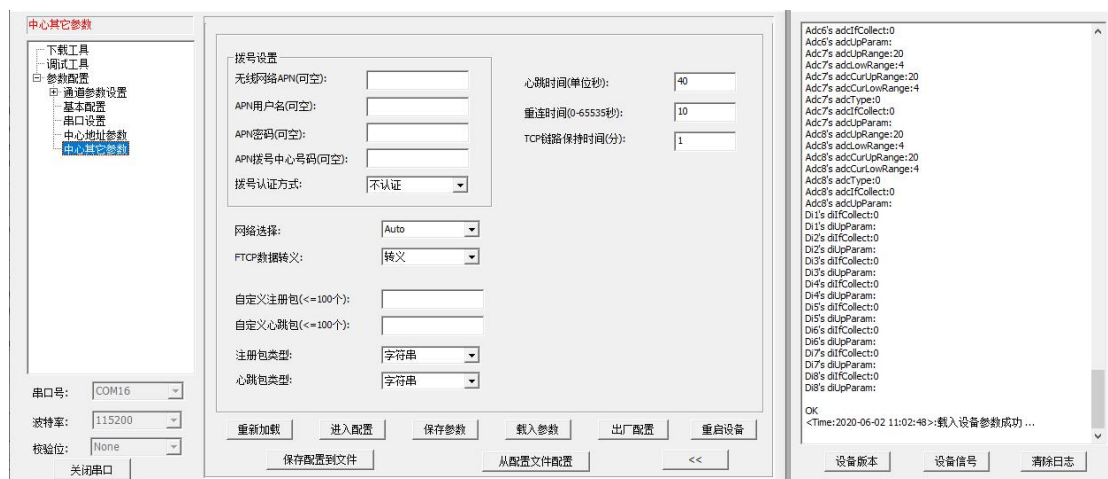 中心其它参数
下载工具
调试工具
参数配置
通道参数设置
基本配置
串口设置
中心地址参数
中心其它参数
串口号: COM16
波特率: 115200
校验位: None
关闭串口
拨号设置
无线网络APN(可空):
APN用户名(可空):
APN密码(可空):
APN拨号中心号码(可空):
拨号认证方式: 不认证
心跳时间(单位秒): 40
重连时间(0-65535秒): 10
TCP链路保持时间(分): 1
网络选择: Auto
FTCP数据转义: 转义
自定义注册包(<=100个):
自定义心跳包(<=100个):
注册包类型: 字符串
心跳包类型: 字符串
重新加载 进入配置 保存参数 载入参数 出厂配置 重启设备
保存配置到文件 从配置文件配置 <<
Adc6's adcIfCollect:0
Adc6's adcUpParam:
Adc7's adcUpRange:20
Adc7's adcLowRange:4
Adc7's adcCurUpRange:20
Adc7's adcCurLowRange:4
Adc7's adcType:0
Adc7's adcIfCollect:0
Adc7's adcUpParam:
Adc8's adcUpRange:20
Adc8's adcLowRange:4
Adc8's adcCurUpRange:20
Adc8's adcCurLowRange:4
Adc8's adcType:0
Adc8's adcIfCollect:0
Adc8's adcUpParam:
Di1's diIfCollect:0
Di1's diUpParam:
Di2's diIfCollect:0
Di2's diUpParam:
Di3's diIfCollect:0
Di3's diUpParam:
Di4's diIfCollect:0
Di4's diUpParam:
Di5's diIfCollect:0
Di5's diUpParam:
Di6's diIfCollect:0
Di6's diUpParam:
Di7's diIfCollect:0
Di7's diUpParam:
Di8's diIfCollect:0
Di8's diUpParam:
OK
<Time:2020-06-02 11:02:48>:载入设备参数成功 ...
设备版本 设备信号 清除日志